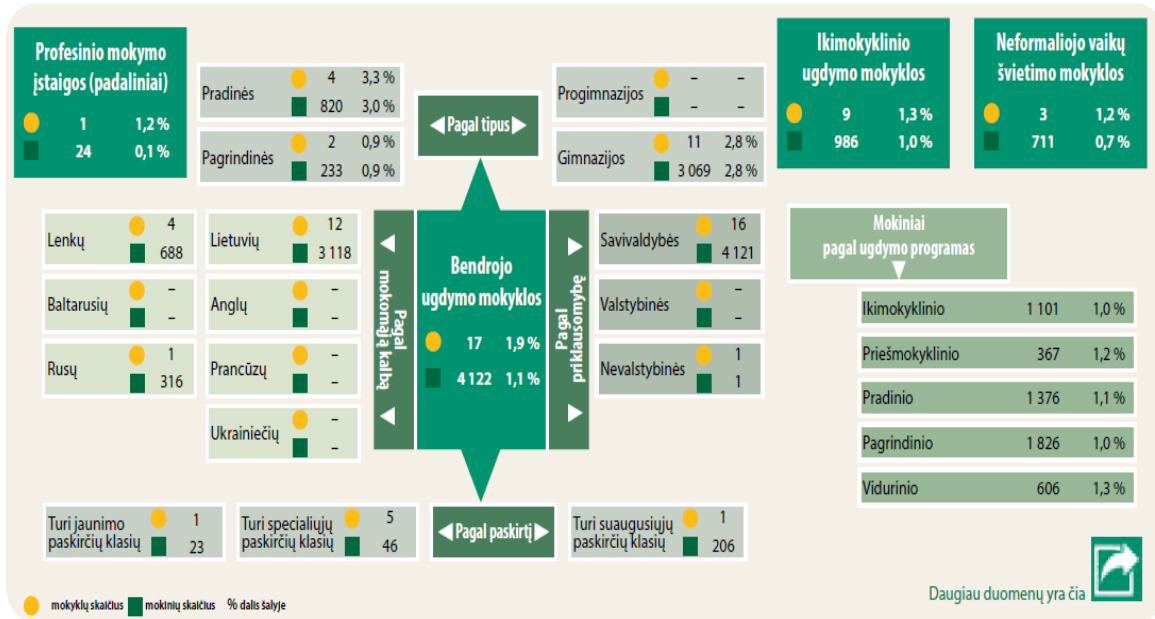 Profesinio mokymo
įstaigos (padaliniai)
1 1,2 %
24 0,1 %
Pradinės
4 3,3 %
820 3,0 %
Pagrindinės
2 0,9 %
233 0,9 %
Pagal tipus
Progimnazijos
– –
– –
Gimnazijos
11 2,8 %
3 069 2,8 %
Ikimokyklinio
ugdymo mokyklos
9 1,3 %
986 1,0 %
Neformaliojo vaikų
švietimo mokyklos
3 1,2 %
711 0,7 %
Lenkų
4
688
Baltarusių
–
–
Rusų
1
316
Lietuvių
12
3 118
Anglų
–
–
Prancūzų
–
–
Ukrainiečių
–
–
Pagal
mokomąją kalbą
Bendrojo
ugdymo mokyklos
17 1,9 %
4 122 1,1 %
Pagal
priklausomybę
Savivaldybės
16
4 121
Valstybinės
–
–
Nevalstybinės
1
1
Mokiniai
pagal ugdymo programas
Ikimokyklinio 1 101 1,0 %
Priešmokyklinio 367 1,2 %
Pradinio 1 376 1,1 %
Pagrindinio 1 826 1,0 %
Vidurinio 606 1,3 %
Turi jaunimo
paskirčių klasių
1
23
Turi specialiųjų
paskirčių klasių
5
46
Pagal paskirtį
Turi suaugusiųjų
paskirčių klasių
1
206
Daugiau duomenų yra čia
mokyklų skaičius mokinių skaičius % dalis šalyje